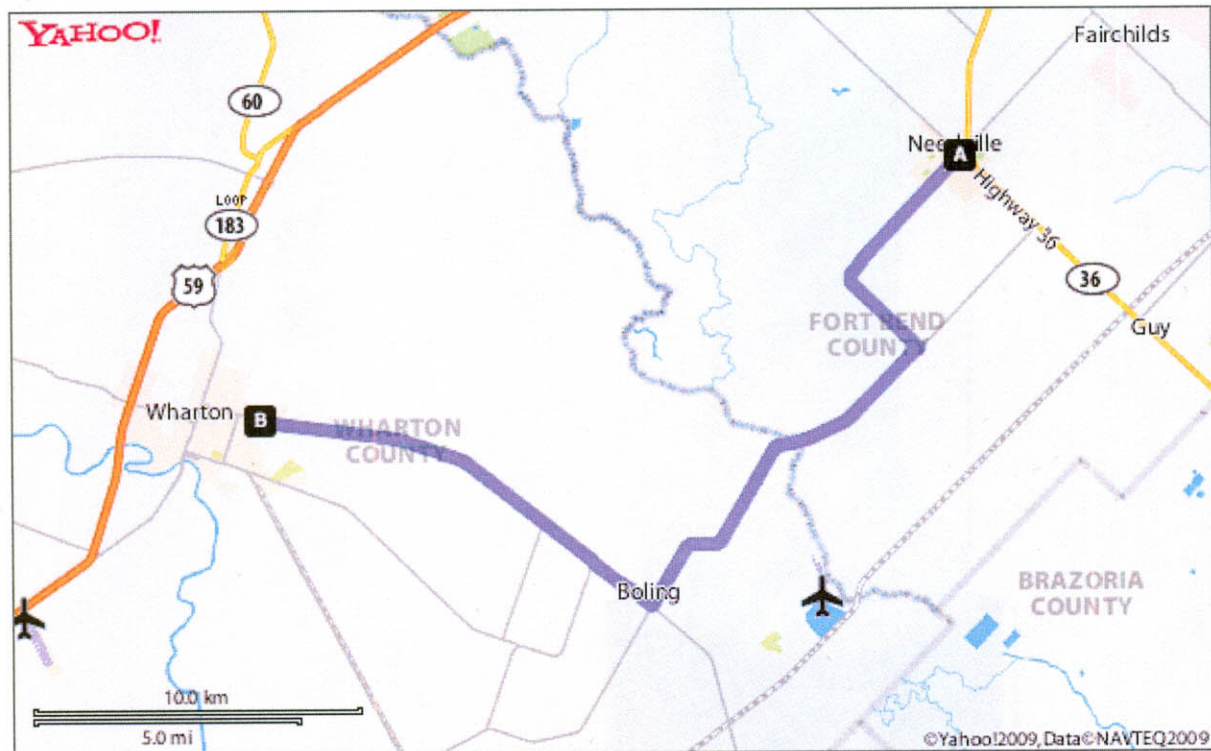 YAHOO!
Fairchilds
60
Needville
A
LOOP
183
Highway 36
59
36
FORT BEND
COUNTY
Guy
Wharton
B
WHARTON
COUNTY
Boling
BRAZORIA
COUNTY
10.0 km
5.0 mi
©Yahoo!2009, Data©NAVTEQ2009